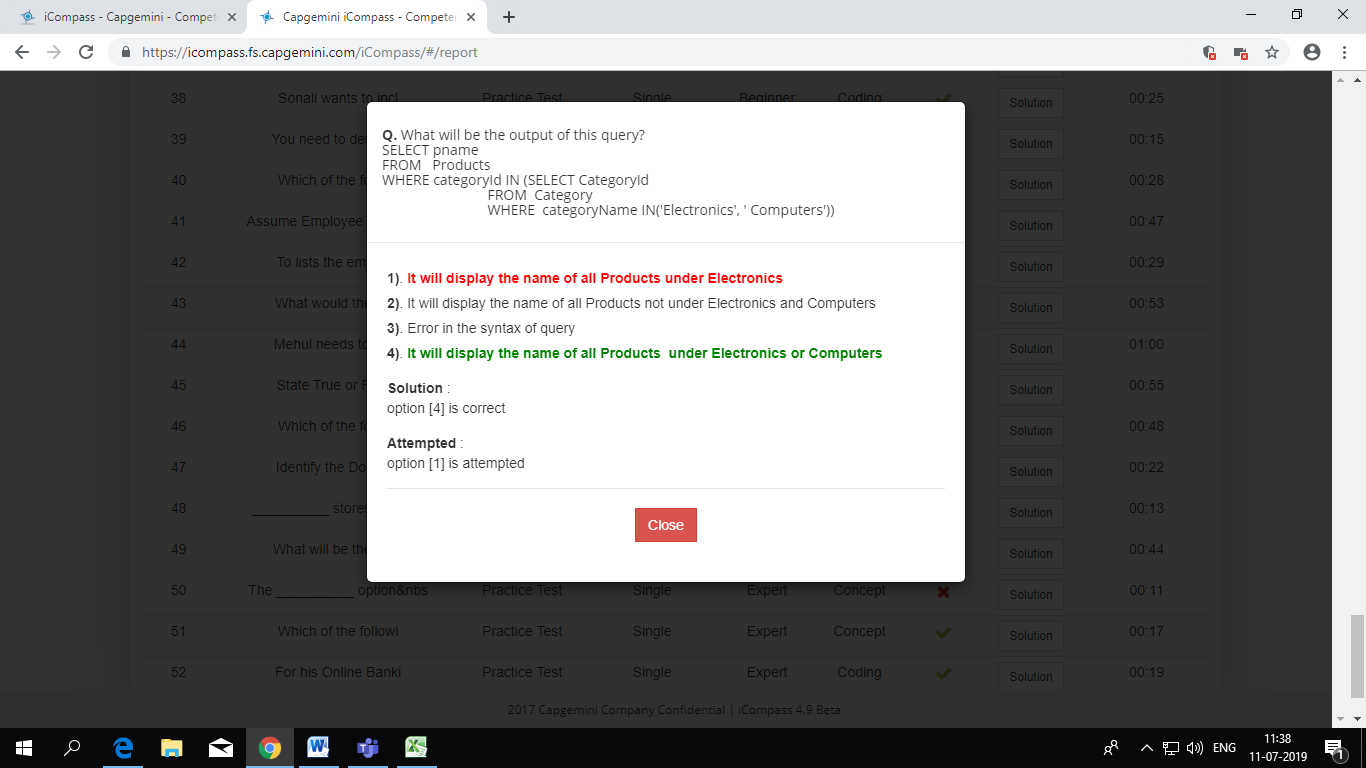 iCompass - Capgemini - Compet
Capgemini iCompass - Competen
https://icompass.fs.capgemini.com/iCompass/#/report
38 Sonali wants to incl Practice Test Single Beginner Coding Solution 00:25
39 You need to de Solution 00:15
40 Which of the fo Solution 00:28
41 Assume Employee Solution 00:47
42 To lists the em Solution 00:29
43 What would the Solution 00:53
44 Mehul needs to Solution 01:00
45 State True or F Solution 00:55
46 Which of the fo Solution 00:48
47 Identify the Do Solution 00:22
48 __________ store Solution 00:13
49 What will be the Solution 00:44
50 The __________ option&nbs Practice Test Single Expert Concept Solution 00:11
51 Which of the followi Practice Test Single Expert Concept Solution 00:17
52 For his Online Banki Practice Test Single Expert Coding Solution 00:19
Q. What will be the output of this query?
SELECT pname
FROM Products
WHERE categoryId IN (SELECT CategoryId
FROM Category
WHERE categoryName IN('Electronics', ' Computers'))
1). It will display the name of all Products under Electronics
2). It will display the name of all Products not under Electronics and Computers
3). Error in the syntax of query
4). It will display the name of all Products under Electronics or Computers
Solution :
option [4] is correct
Attempted :
option [1] is attempted
Close
2017 Capgemini Company Confidential | iCompass 4.9 Beta
ENG
11:38
11-07-2019
1